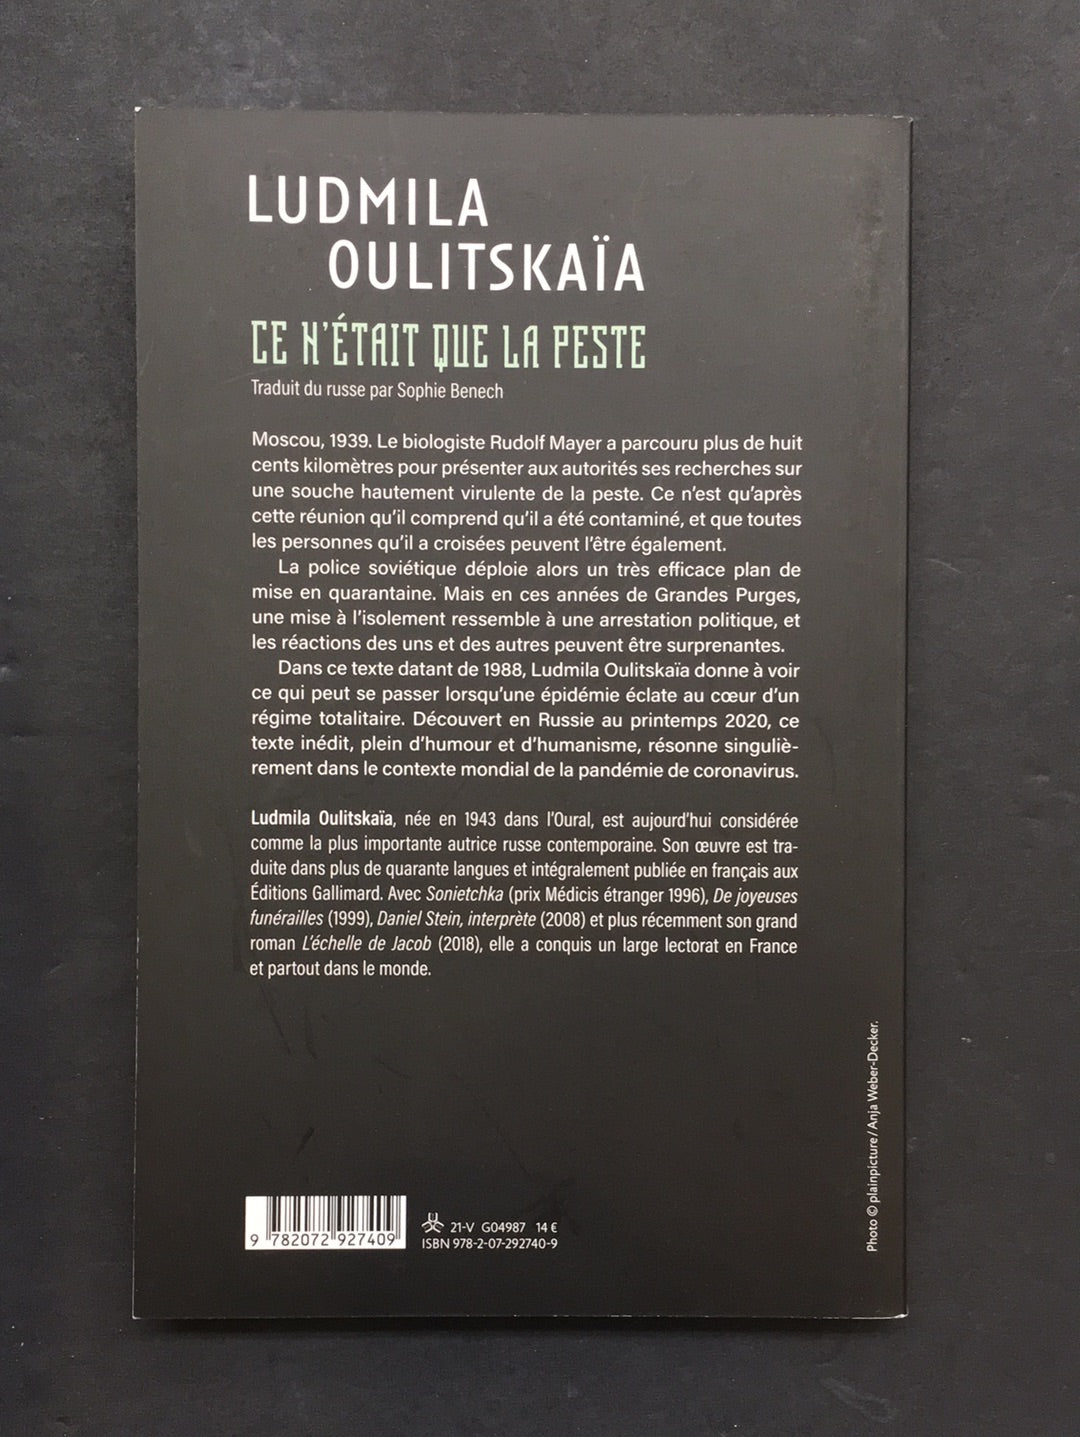 LUDMILA
OULITSKAÏA
CE N'ÉTAIT QUE LA PESTE
Traduit du russe par Sophie Benech
Moscou, 1939. Le biologiste Rudolf Mayer a parcouru plus de huit
cents kilomètres pour présenter aux autorités ses recherches sur
une souche hautement virulente de la peste. Ce n'est qu'après
cette réunion qu'il comprend qu'il a été contaminé, et que toutes
les personnes qu'il a croisées peuvent l'être également.
La police soviétique déploie alors un très efficace plan de
mise en quarantaine. Mais en ces années de Grandes Purges,
une mise à l'isolement ressemble à une arrestation politique, et
les réactions des uns et des autres peuvent être surprenantes.
Dans ce texte datant de 1988, Ludmila Oulitskaïa donne à voir
ce qui peut se passer lorsqu'une épidémie éclate au cœur d'un
régime totalitaire. Découvert en Russie au printemps 2020, ce
texte inédit, plein d'humour et d'humanisme, résonne singuliè-
rement dans le contexte mondial de la pandémie de coronavirus.
Ludmila Oulitskaïa, née en 1943 dans l'Oural, est aujourd'hui considérée
comme la plus importante autrice russe contemporaine. Son œuvre est tra-
duite dans plus de quarante langues et intégralement publiée en français aux
Éditions Gallimard. Avec Sonietchka (prix Médicis étranger 1996), De joyeuses
funérailles (1999), Daniel Stein, interprète (2008) et plus récemment son grand
roman L'échelle de Jacob (2018), elle a conquis un large lectorat en France
et partout dans le monde.
Photo © plainpicture / Anja Weber-Decker.
9 782072 927409
21-V G04987 14 €
ISBN 978-2-07-292740-9